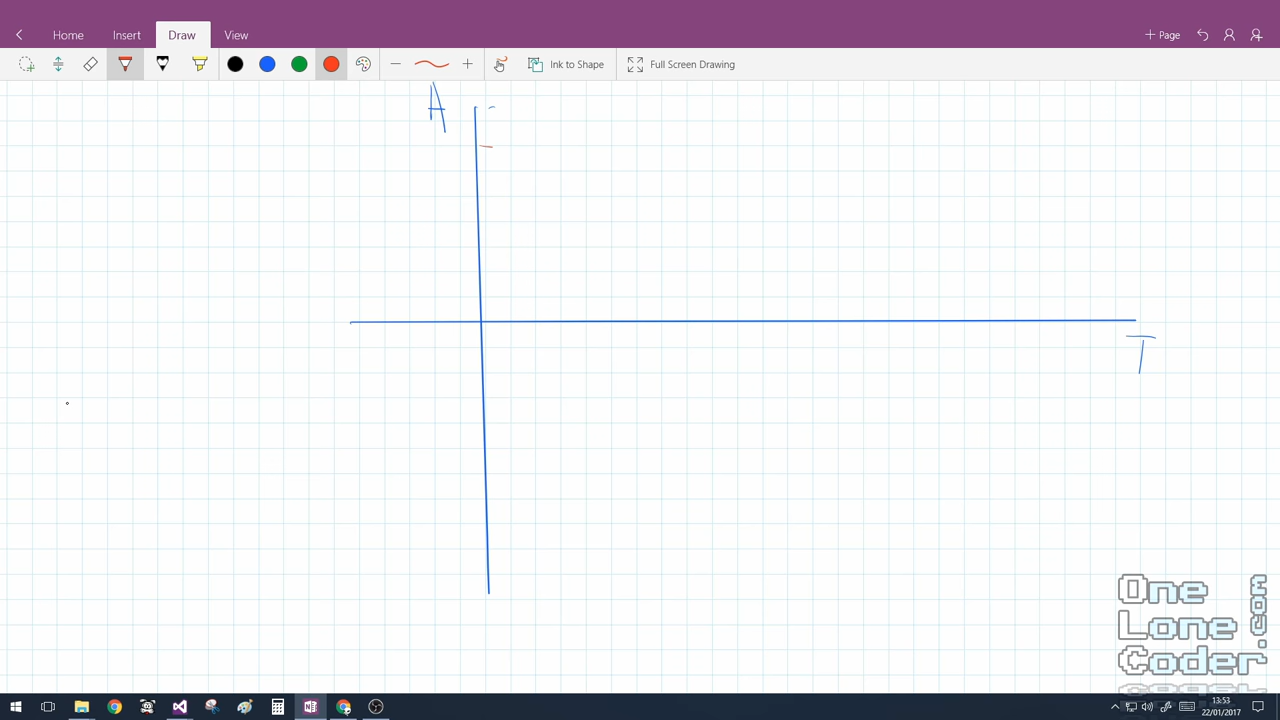 Home Insert Draw View + Page
Ink to Shape Full Screen Drawing
A
T
One
Lone
Coder
.com
13:53
22/01/2017